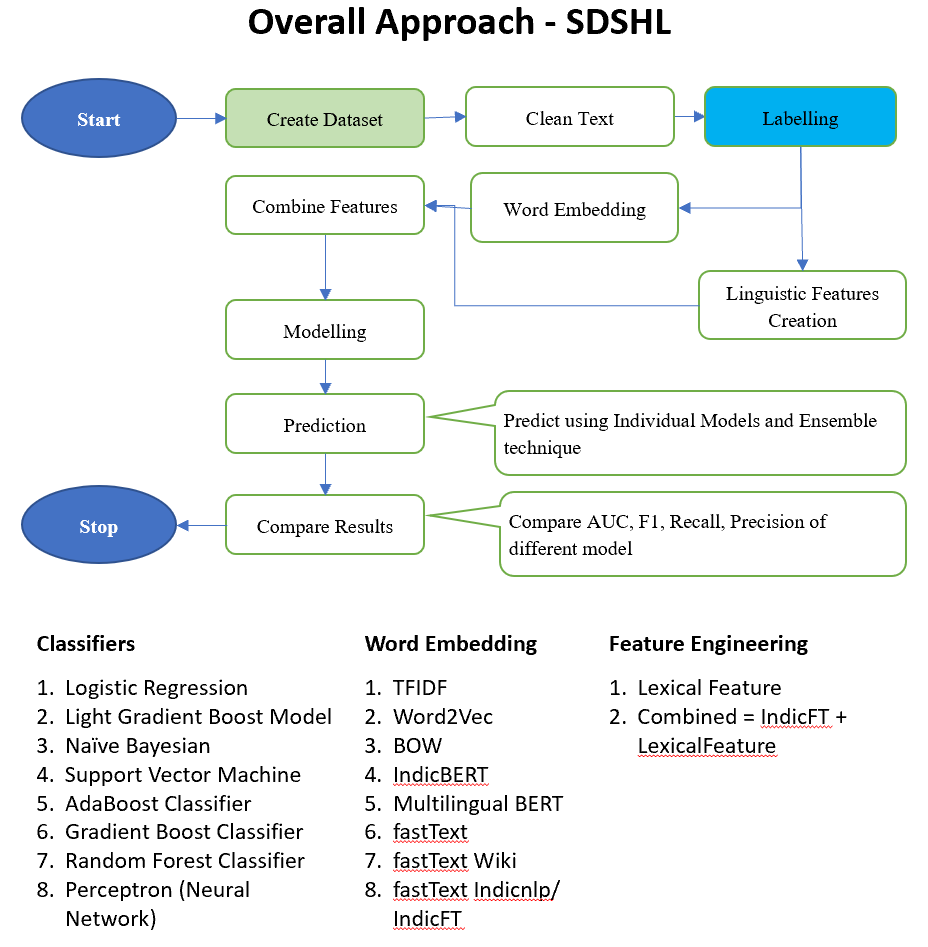 Overall Approach - SDSHL
Start
Create Dataset
Clean Text
Labelling
Combine Features
Word Embedding
Linguistic Features
Creation
Modelling
Prediction
Predict using Individual Models and Ensemble
technique
Stop
Compare Results
Compare AUC, F1, Recall, Precision of
different model
Classifiers
1. Logistic Regression
2. Light Gradient Boost Model
3. Naïve Bayesian
4. Support Vector Machine
5. AdaBoost Classifier
6. Gradient Boost Classifier
7. Random Forest Classifier
8. Perceptron (Neural
Network)
Word Embedding
1. TFIDF
2. Word2Vec
3. BOW
4. IndicBERT
5. Multilingual BERT
6. fastText
7. fastText Wiki
8. fastText Indicnlp/
IndicFT
Feature Engineering
1. Lexical Feature
2. Combined = IndicFT +
LexicalFeature